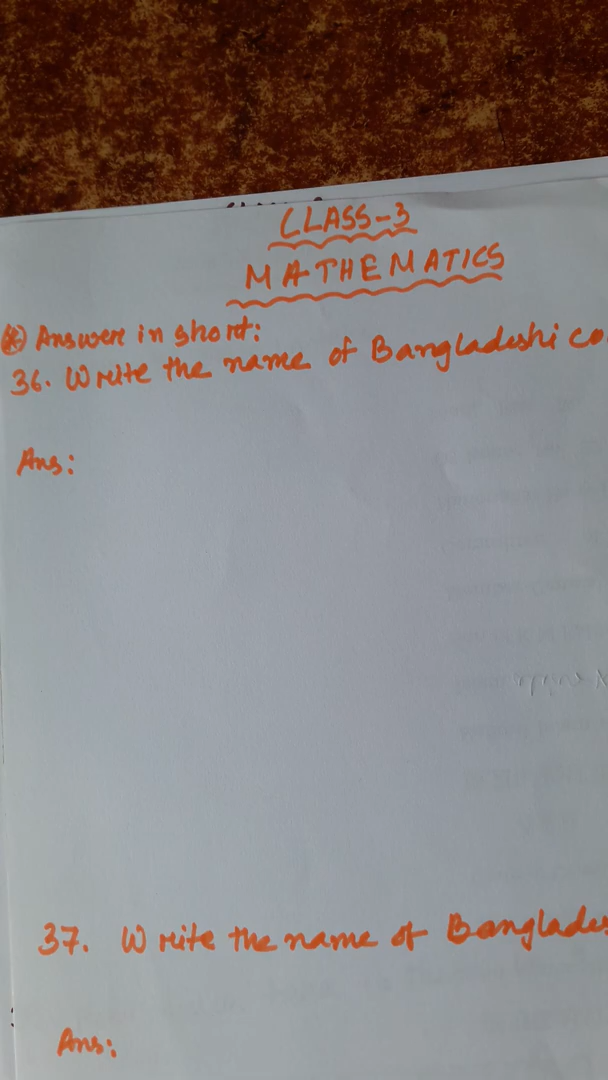 CLASS-3
MATHEMATICS
(*) Answer in short:
36. Write the name of Bangladeshi co
Ans:
37. Write the name of Banglades
Ans: